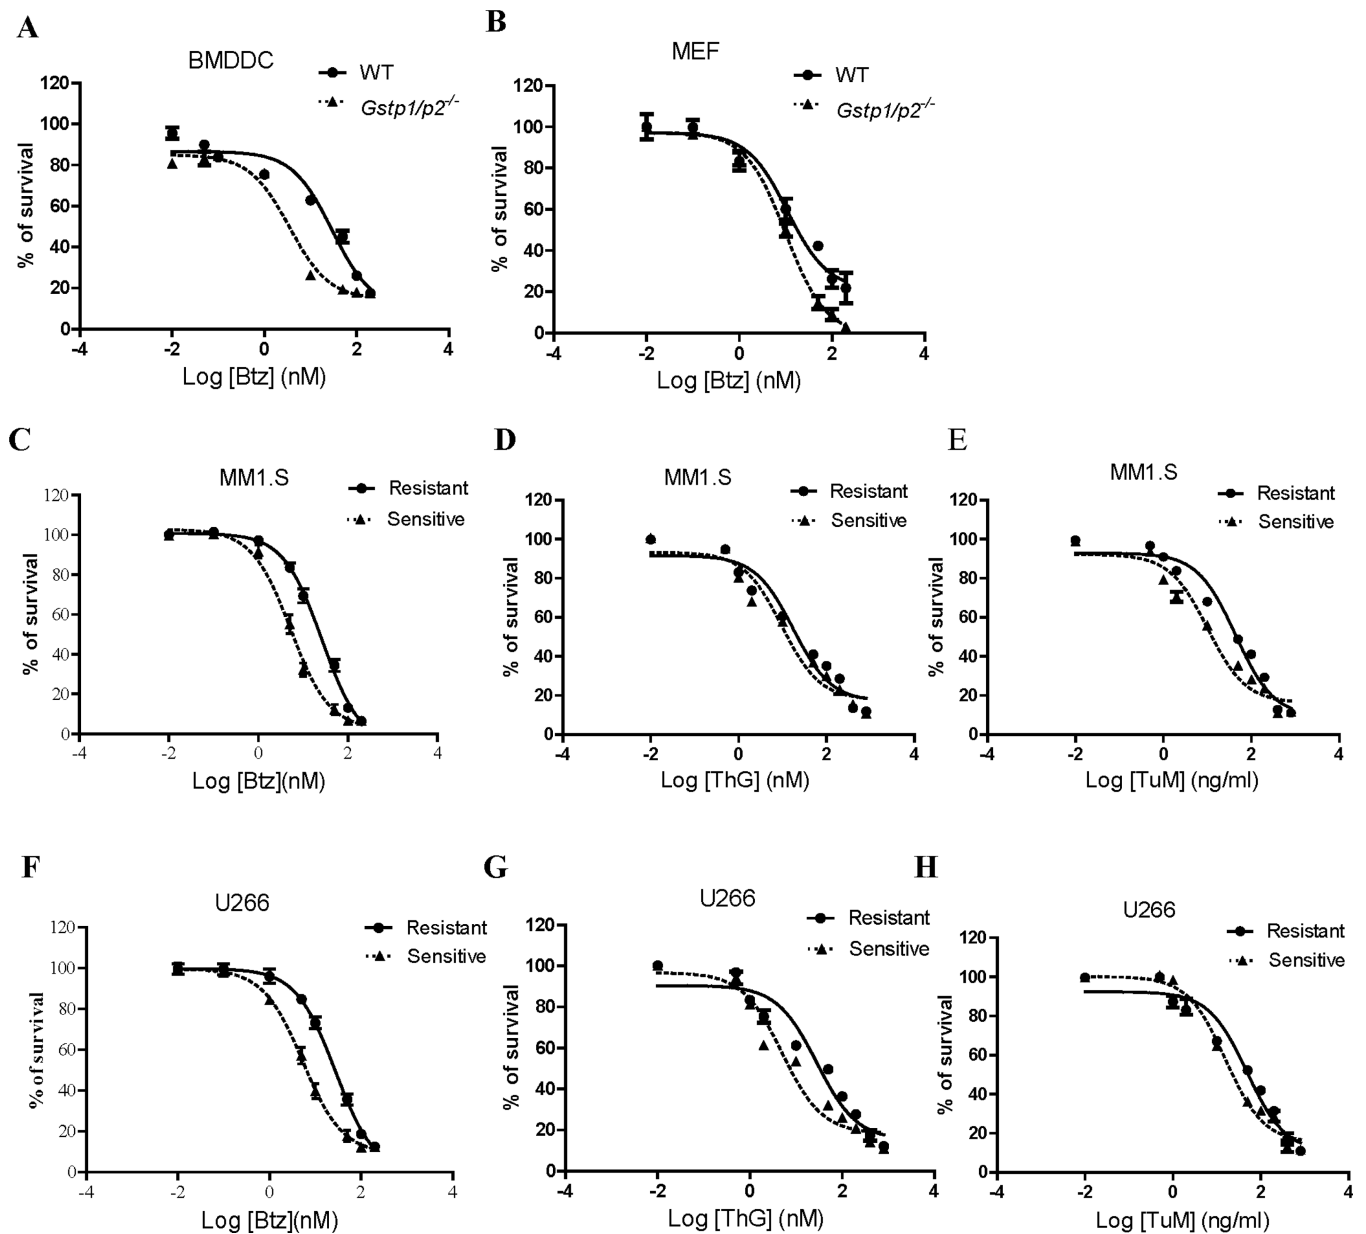 A
BMDDC
WT
Gstp1/p2-/-
120
100
80
60
40
20
0
-4
-2
0
2
4
% of survival
Log [Btz] (nM)
B
MEF
WT
Gstp1/p2-/-
120
100
80
60
40
20
0
-4
-2
0
2
4
% of survival
Log [Btz] (nM)
C
MM1.S
Resistant
Sensitive
120
100
80
60
40
20
0
-4
-2
0
2
4
% of survival
Log [Btz](nM)
D
MM1.S
Resistant
Sensitive
120
100
80
60
40
20
0
-4
-2
0
2
4
% of survival
Log [ThG] (nM)
E
MM1.S
Resistant
Sensitive
120
100
80
60
40
20
0
-4
-2
0
2
4
% of survival
Log [TuM] (ng/ml)
F
U266
Resistant
Sensitive
120
100
80
60
40
20
0
-4
-2
0
2
4
% of survival
Log [Btz](nM)
G
U266
Resistant
Sensitive
120
100
80
60
40
20
0
-4
-2
0
2
4
% of survival
Log [ThG] (nM)
H
U266
Resistant
Sensitive
120
100
80
60
40
20
0
-4
-2
0
2
4
% of survival
Log [TuM] (ng/ml)